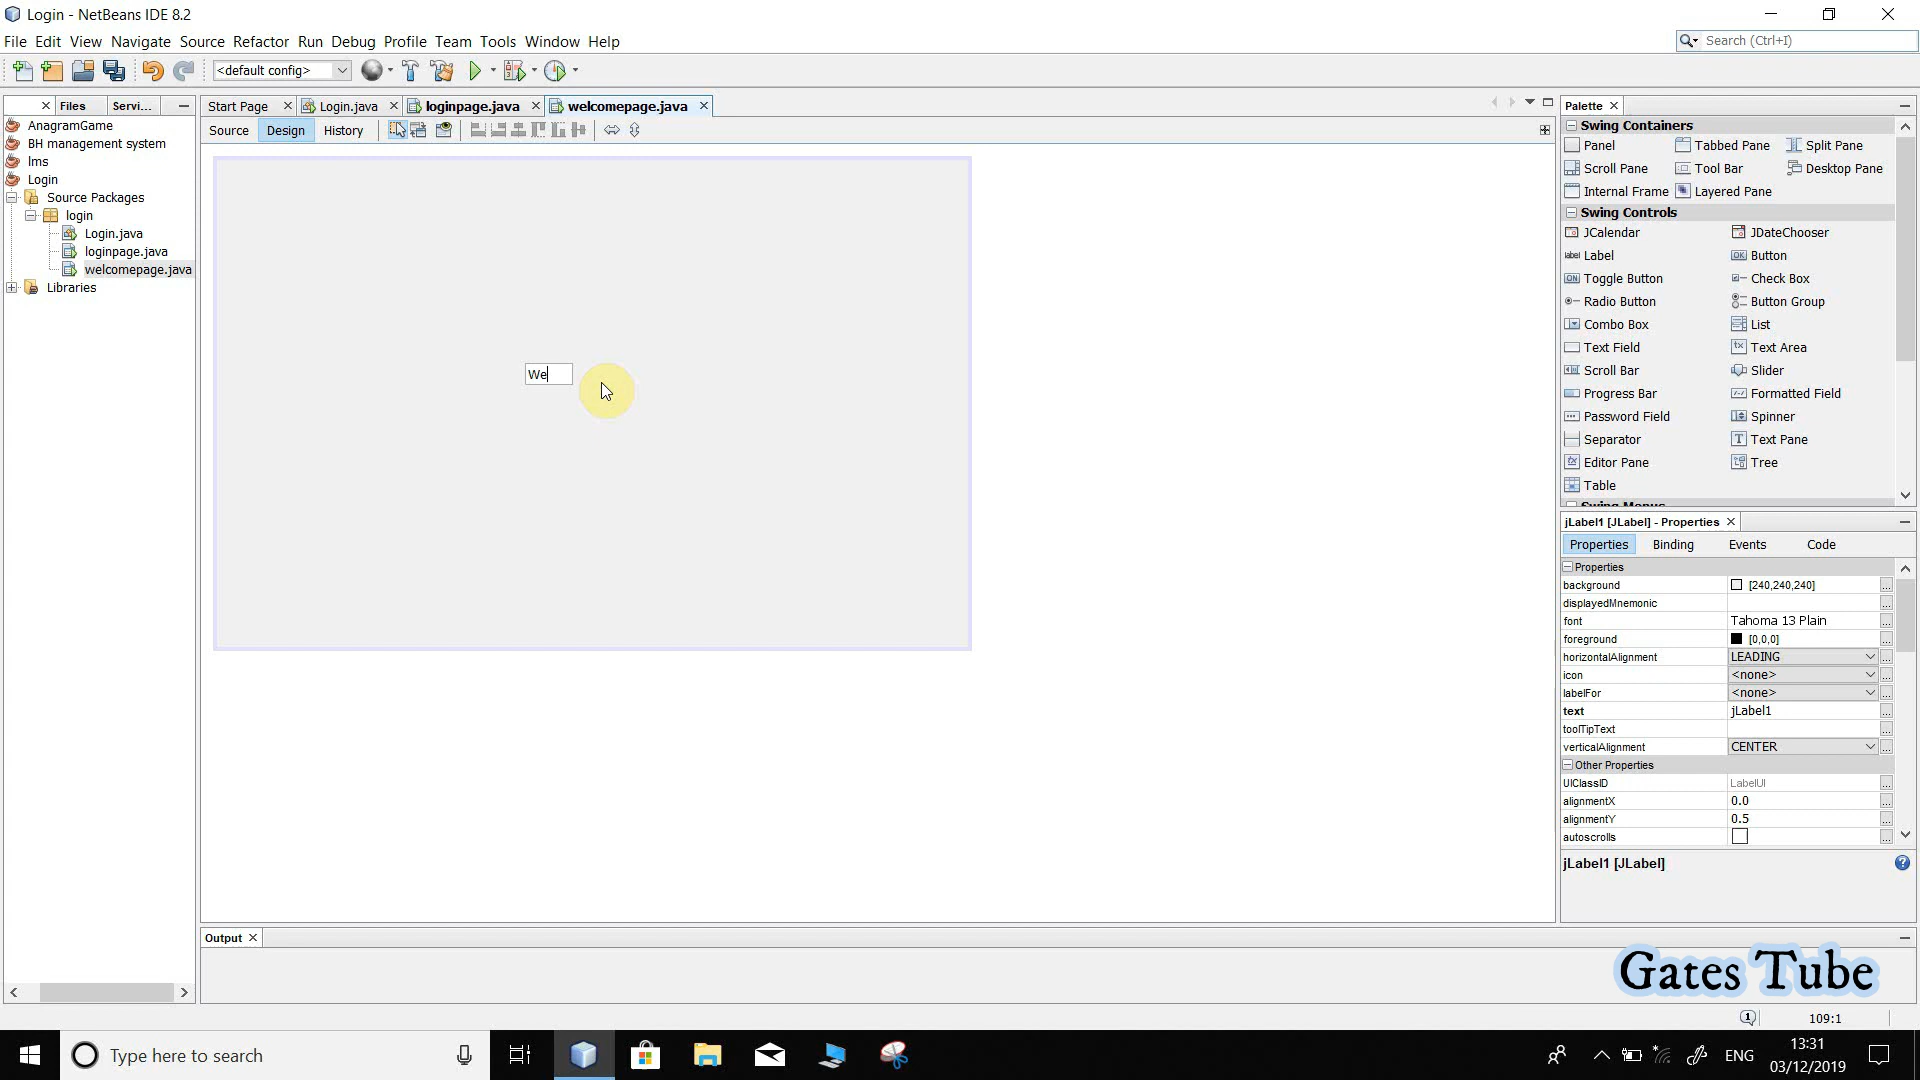 Login - NetBeans IDE 8.2
File Edit View Navigate Source Refactor Run Debug Profile Team Tools Window Help
Search (Ctrl+I)
<default config>
Files Servi...
Start Page Login.java loginpage.java welcomepage.java
Source Design History
AnagramGame
BH management system
lms
Login
Source Packages
login
Login.java
loginpage.java
welcomepage.java
Libraries
We
Palette
Swing Containers
Panel Tabbed Pane Split Pane
Scroll Pane Tool Bar Desktop Pane
Internal Frame Layered Pane
Swing Controls
JCalendar JDateChooser
Label Button
Toggle Button Check Box
Radio Button Button Group
Combo Box List
Text Field Text Area
Scroll Bar Slider
Progress Bar Formatted Field
Password Field Spinner
Separator Text Pane
Editor Pane Tree
Table
Swing Menus
jLabel1 [JLabel] - Properties
Properties Binding Events Code
Properties
background [240,240,240]
displayedMnemonic
font Tahoma 13 Plain
foreground [0,0,0]
horizontalAlignment LEADING
icon <none>
labelFor <none>
text jLabel1
toolTipText
verticalAlignment CENTER
Other Properties
UIClassID LabelUI
alignmentX 0.0
alignmentY 0.5
autoscrolls
jLabel1 [JLabel]
Output
Gates Tube
109:1
Type here to search
ENG
13:31
03/12/2019